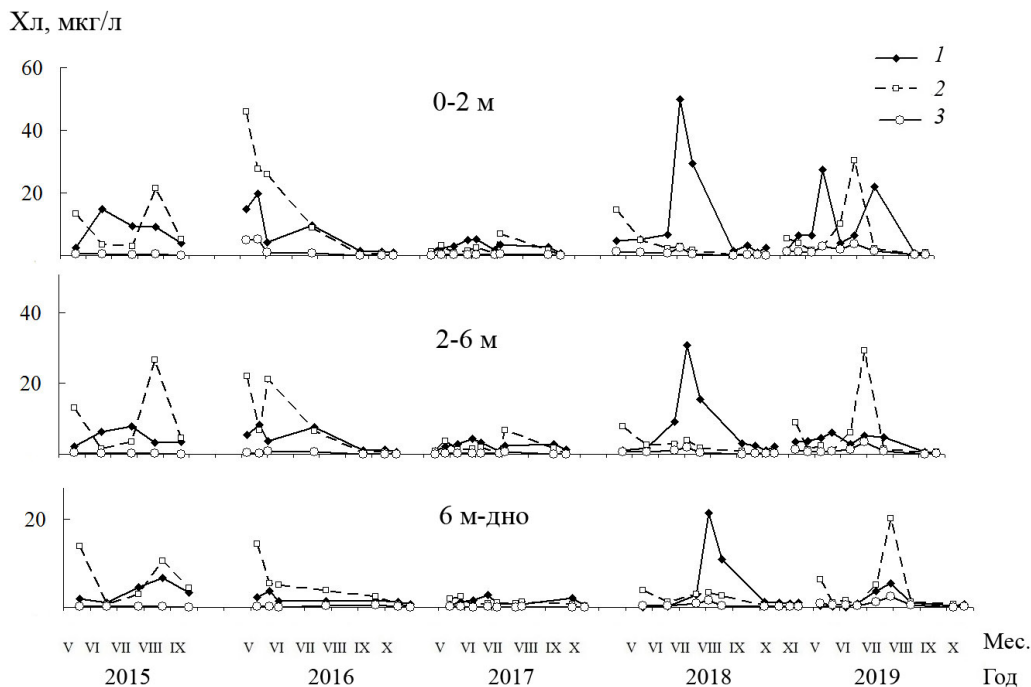 Хл, мкг/л
60
40
20
0-2 м
1
2
3
40
20
2-6 м
20
6 м-дно
V VI VII VIII IX V VI VII VIII IX X V VI VII VIII IX X V VI VII VIII IX X XI V VI VII VIII IX X Мес.
2015 2016 2017 2018 2019 Год